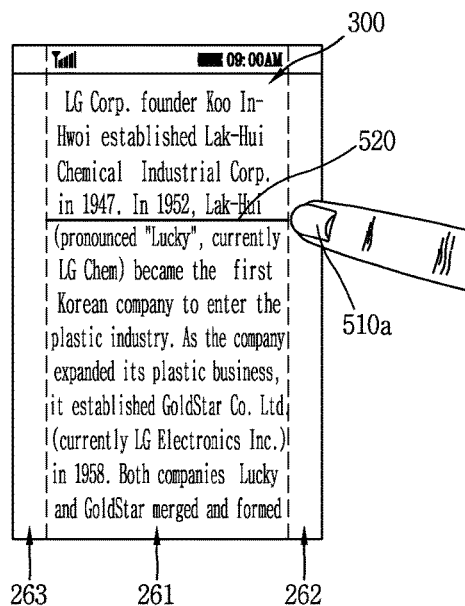 09:00AM
300
LG Corp. founder Koo In-
Hwoi established Lak-Hui
Chemical Industrial Corp.
520
in 1947. In 1952, Lak-Hui
(pronounced "Lucky", currently
LG Chem) became the first
510a
Korean company to enter the
plastic industry. As the company
expanded its plastic business,
it established GoldStar Co. Ltd.
(currently LG Electronics Inc.)
in 1958. Both companies Lucky
and GoldStar merged and formed
263 261 262